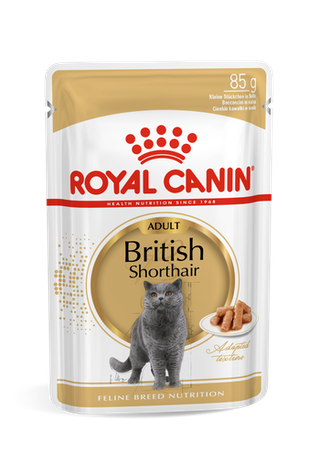 85 g
ROYAL CANIN
HEALTH NUTRITION SINCE 1968
ADULT
British
Shorthair
Adapted
texture
FELINE BREED NUTRITION